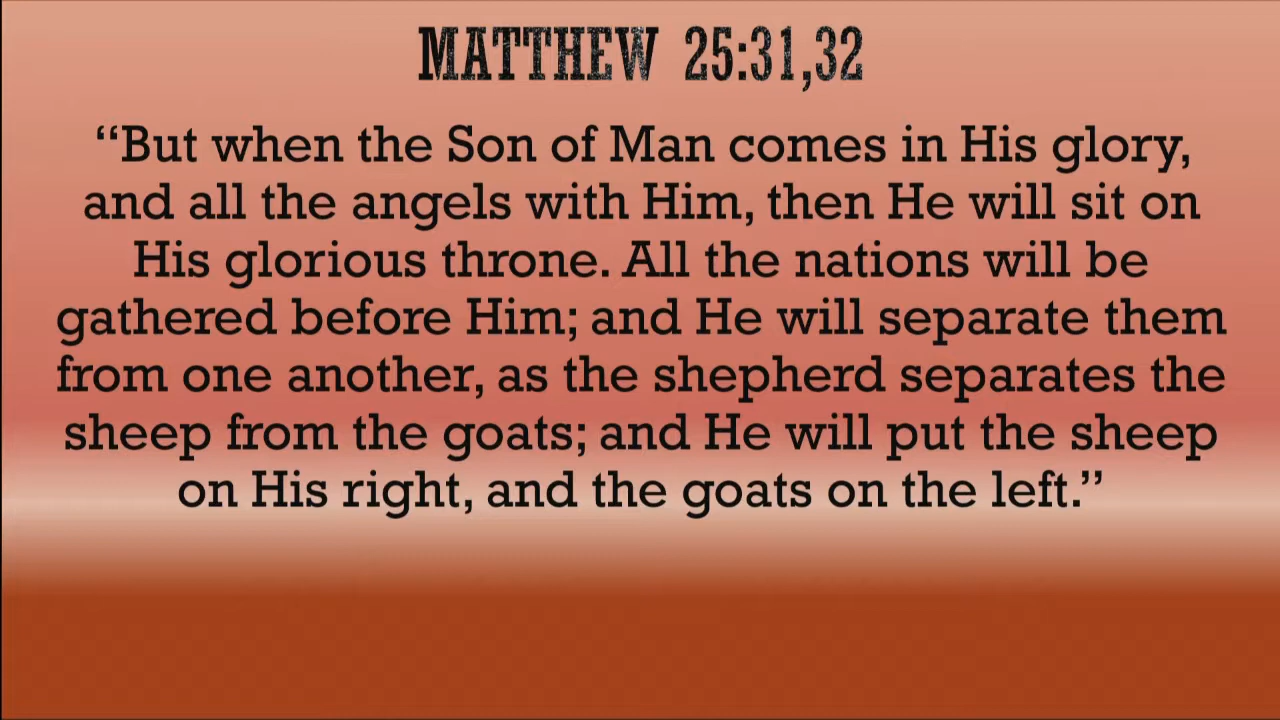 MATTHEW 25:31,32
“But when the Son of Man comes in His glory,
and all the angels with Him, then He will sit on
His glorious throne. All the nations will be
gathered before Him; and He will separate them
from one another, as the shepherd separates the
sheep from the goats; and He will put the sheep
on His right, and the goats on the left.”